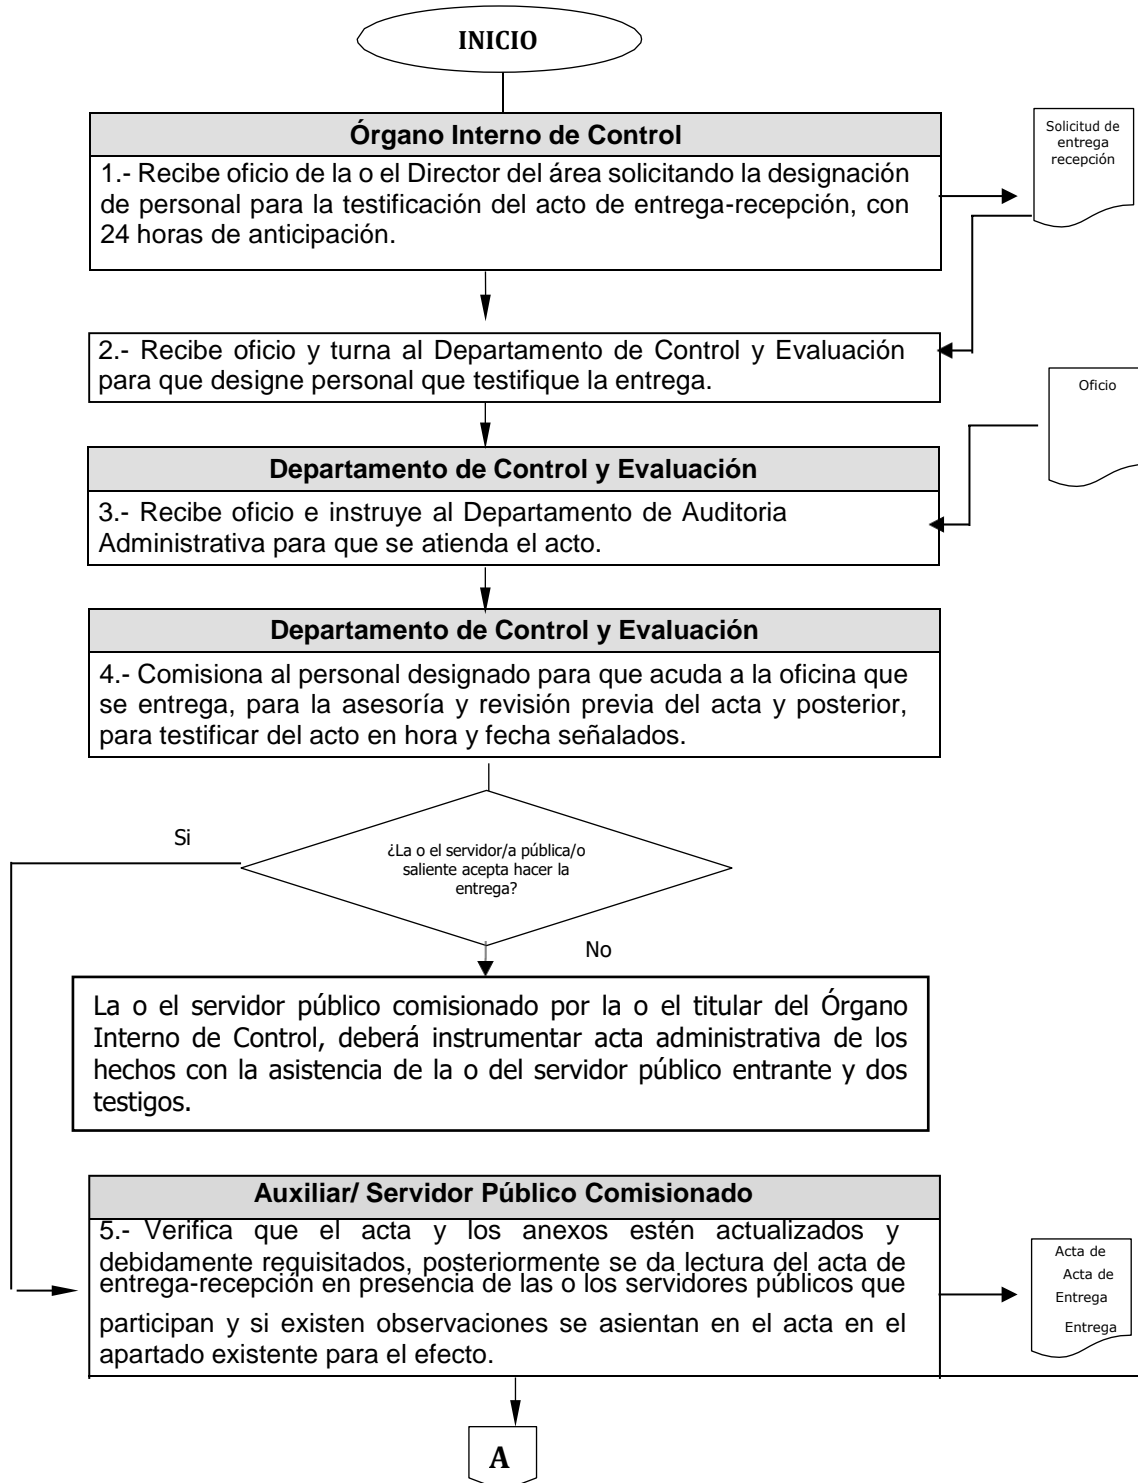 INICIO
Órgano Interno de Control
1.- Recibe oficio de la o el Director del área solicitando la designación
de personal para la testificación del acto de entrega-recepción, con
24 horas de anticipación.
Solicitud de
entrega
recepción
2.- Recibe oficio y turna al Departamento de Control y Evaluación
para que designe personal que testifique la entrega.
Oficio
Departamento de Control y Evaluación
3.- Recibe oficio e instruye al Departamento de Auditoria
Administrativa para que se atienda el acto.
Departamento de Control y Evaluación
4.- Comisiona al personal designado para que acuda a la oficina que
se entrega, para la asesoría y revisión previa del acta y posterior,
para testificar del acto en hora y fecha señalados.
Si
¿La o el servidor/a pública/o
saliente acepta hacer la
entrega?
No
La o el servidor público comisionado por la o el titular del Órgano
Interno de Control, deberá instrumentar acta administrativa de los
hechos con la asistencia de la o del servidor público entrante y dos
testigos.
Auxiliar/ Servidor Público Comisionado
5.- Verifica que el acta y los anexos estén actualizados y
debidamente requisitados, posteriormente se da lectura del acta de
entrega-recepción en presencia de las o los servidores públicos que
participan y si existen observaciones se asientan en el acta en el
apartado existente para el efecto.
Acta de
Acta de
Entrega
Entrega
A